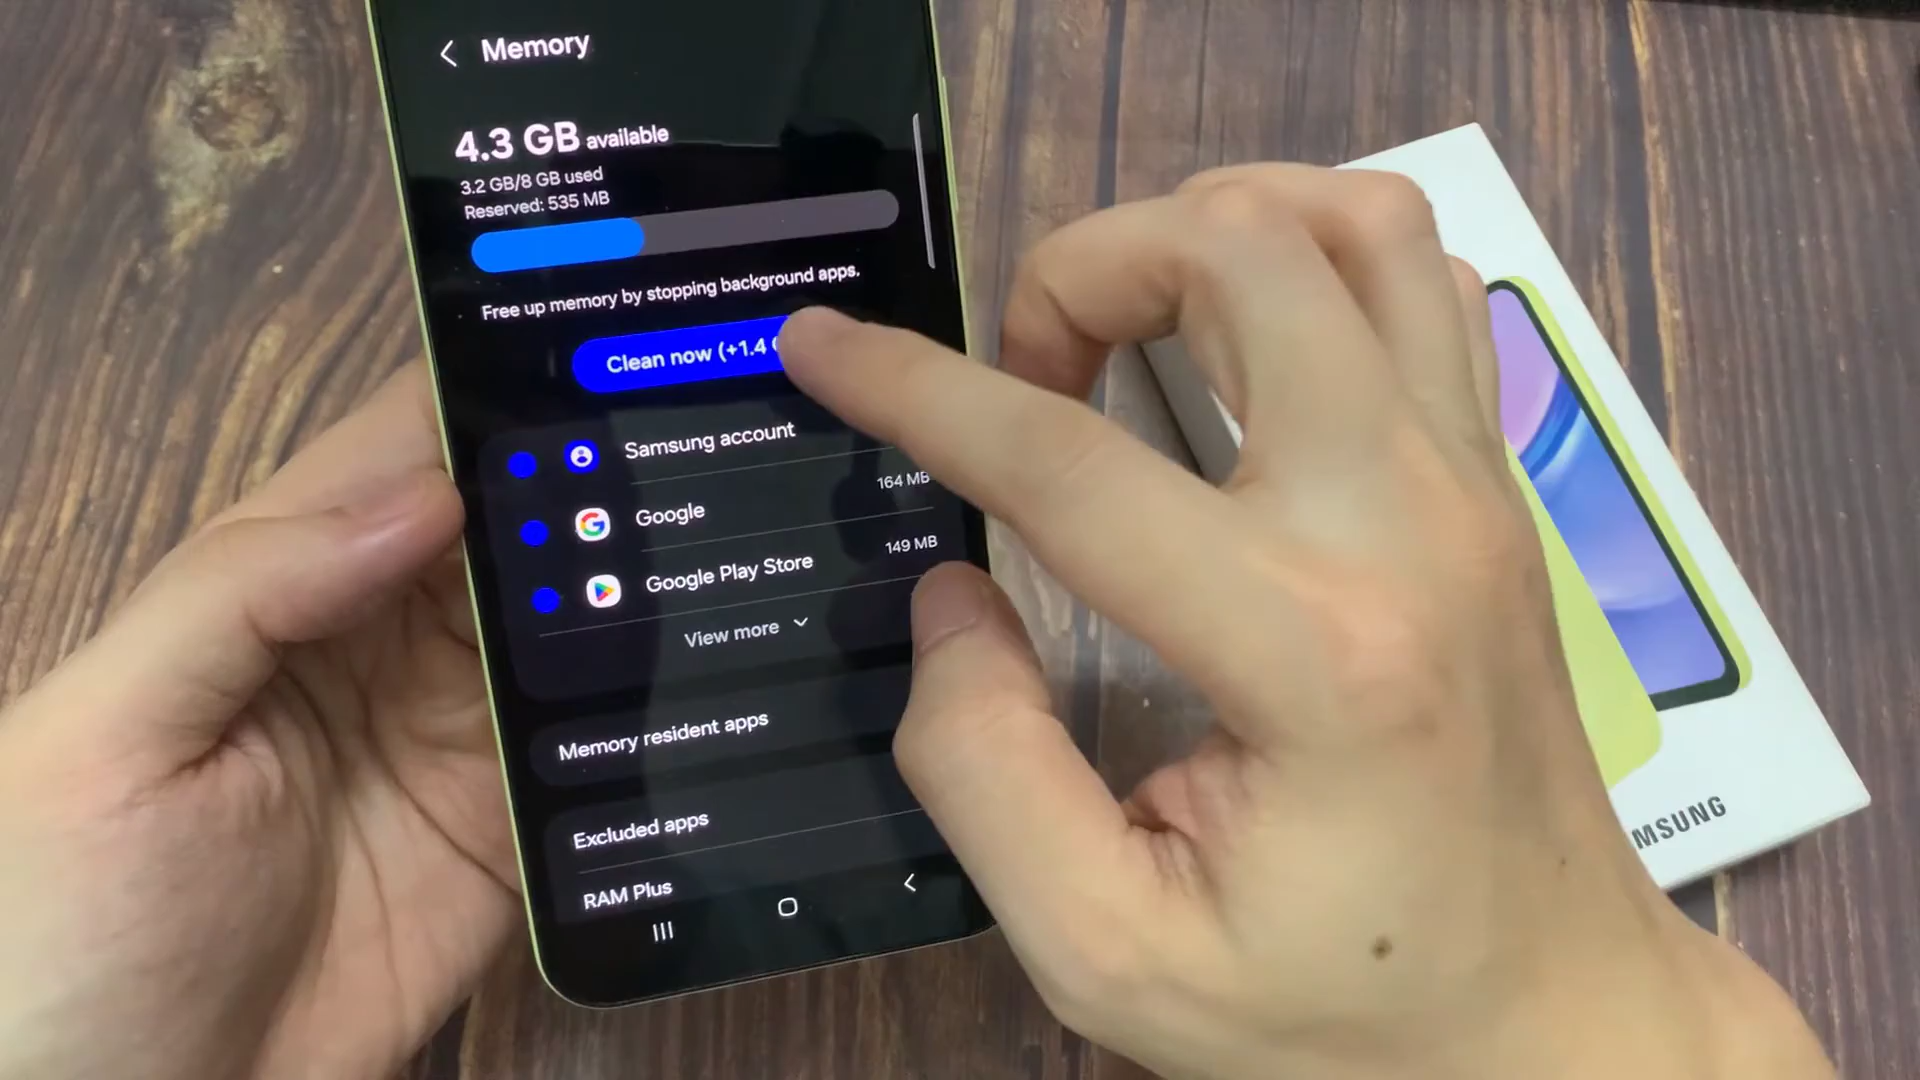 Memory
4.3 GB available
3.2 GB/8 GB used
Reserved: 535 MB
Free up memory by stopping background apps.
Clean now (+1.4
Samsung account
Google
164 MB
Google Play Store
149 MB
View more
Memory resident apps
Excluded apps
RAM Plus
MSUNG